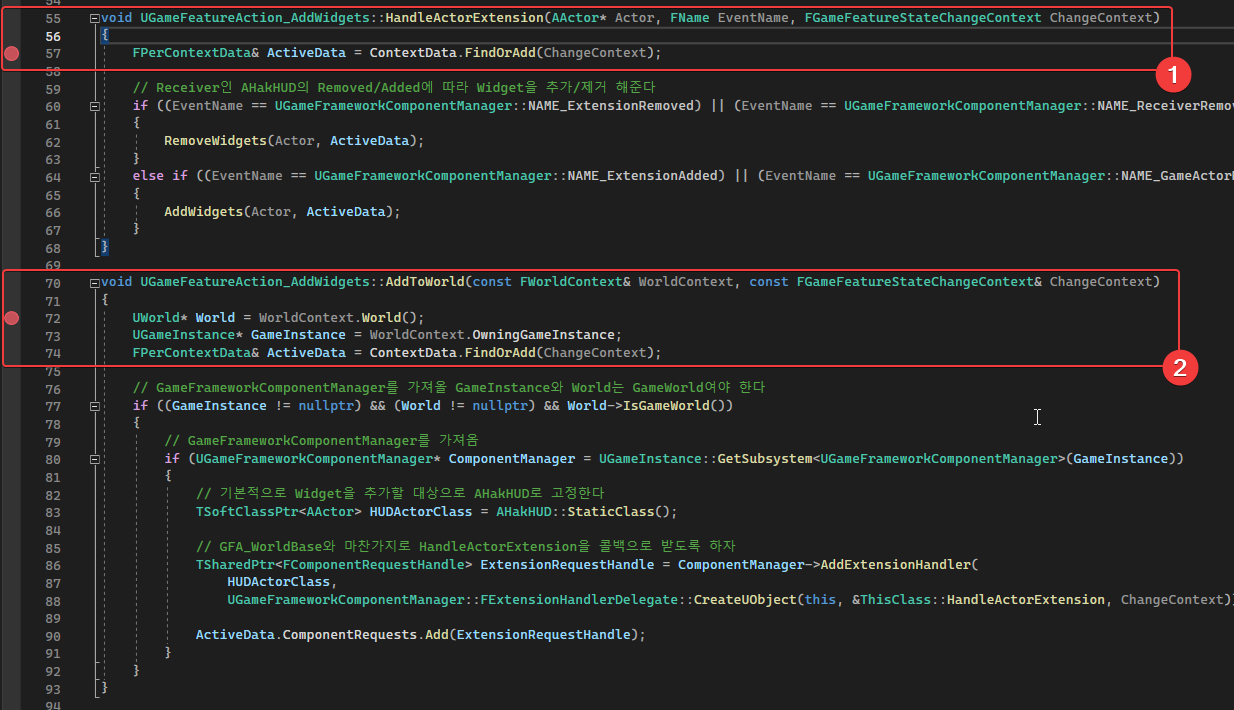 54
55 void UGameFeatureAction_AddWidgets::HandleActorExtension(AActor* Actor, FName EventName, FGameFeatureStateChangeContext ChangeContext)
56 {
57 FPerContextData& ActiveData = ContextData.FindOrAdd(ChangeContext);
1
58
59 // Receiver인 AHakHUD의 Removed/Added에 따라 Widget을 추가/제거 해준다
60 if ((EventName == UGameFrameworkComponentManager::NAME_ExtensionRemoved) || (EventName == UGameFrameworkComponentManager::NAME_ReceiverRemov
61 {
62 RemoveWidgets(Actor, ActiveData);
63 }
64 else if ((EventName == UGameFrameworkComponentManager::NAME_ExtensionAdded) || (EventName == UGameFrameworkComponentManager::NAME_GameActor
65 {
66 AddWidgets(Actor, ActiveData);
67 }
68 }
69
70 void UGameFeatureAction_AddWidgets::AddToWorld(const FWorldContext& WorldContext, const FGameFeatureStateChangeContext& ChangeContext)
71 {
72 UWorld* World = WorldContext.World();
73 UGameInstance* GameInstance = WorldContext.OwningGameInstance;
74 FPerContextData& ActiveData = ContextData.FindOrAdd(ChangeContext);
2
75
76 // GameFrameworkComponentManager를 가져올 GameInstance와 World는 GameWorld여야 한다
77 if ((GameInstance != nullptr) && (World != nullptr) && World->IsGameWorld())
78 {
79 // GameFrameworkComponentManager를 가져옴
80 if (UGameFrameworkComponentManager* ComponentManager = UGameInstance::GetSubsystem<UGameFrameworkComponentManager>(GameInstance))
81 {
82 // 기본적으로 Widget을 추가할 대상으로 AHakHUD로 고정한다
83 TSoftClassPtr<AActor> HUDActorClass = AHakHUD::StaticClass();
84
85 // GFA_WorldBase와 마찬가지로 HandleActorExtension을 콜백으로 받도록 하자
86 TSharedPtr<FComponentRequestHandle> ExtensionRequestHandle = ComponentManager->AddExtensionHandler(
87 HUDActorClass,
88 UGameFrameworkComponentManager::FExtensionHandlerDelegate::CreateUObject(this, &ThisClass::HandleActorExtension, ChangeContext)
89
90 ActiveData.ComponentRequests.Add(ExtensionRequestHandle);
91 }
92 }
93 }
94